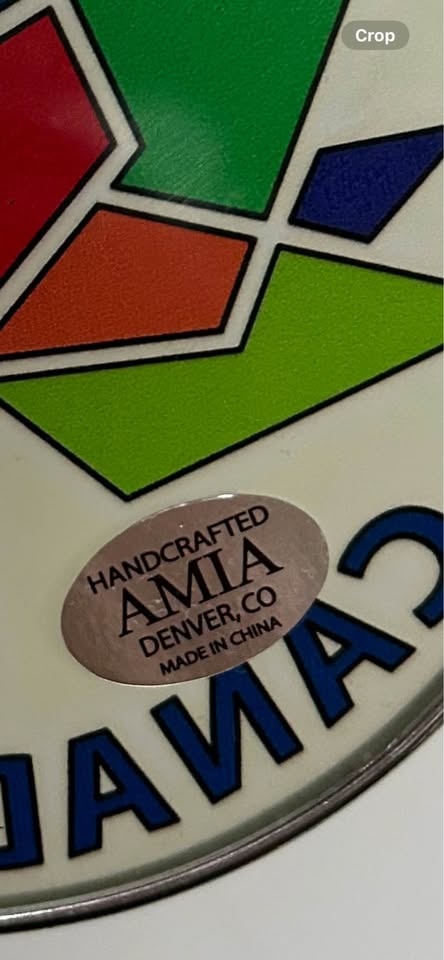 Crop
HANDCRAFTED
AMIA
DENVER, CO
MADE IN CHINA
CANAD